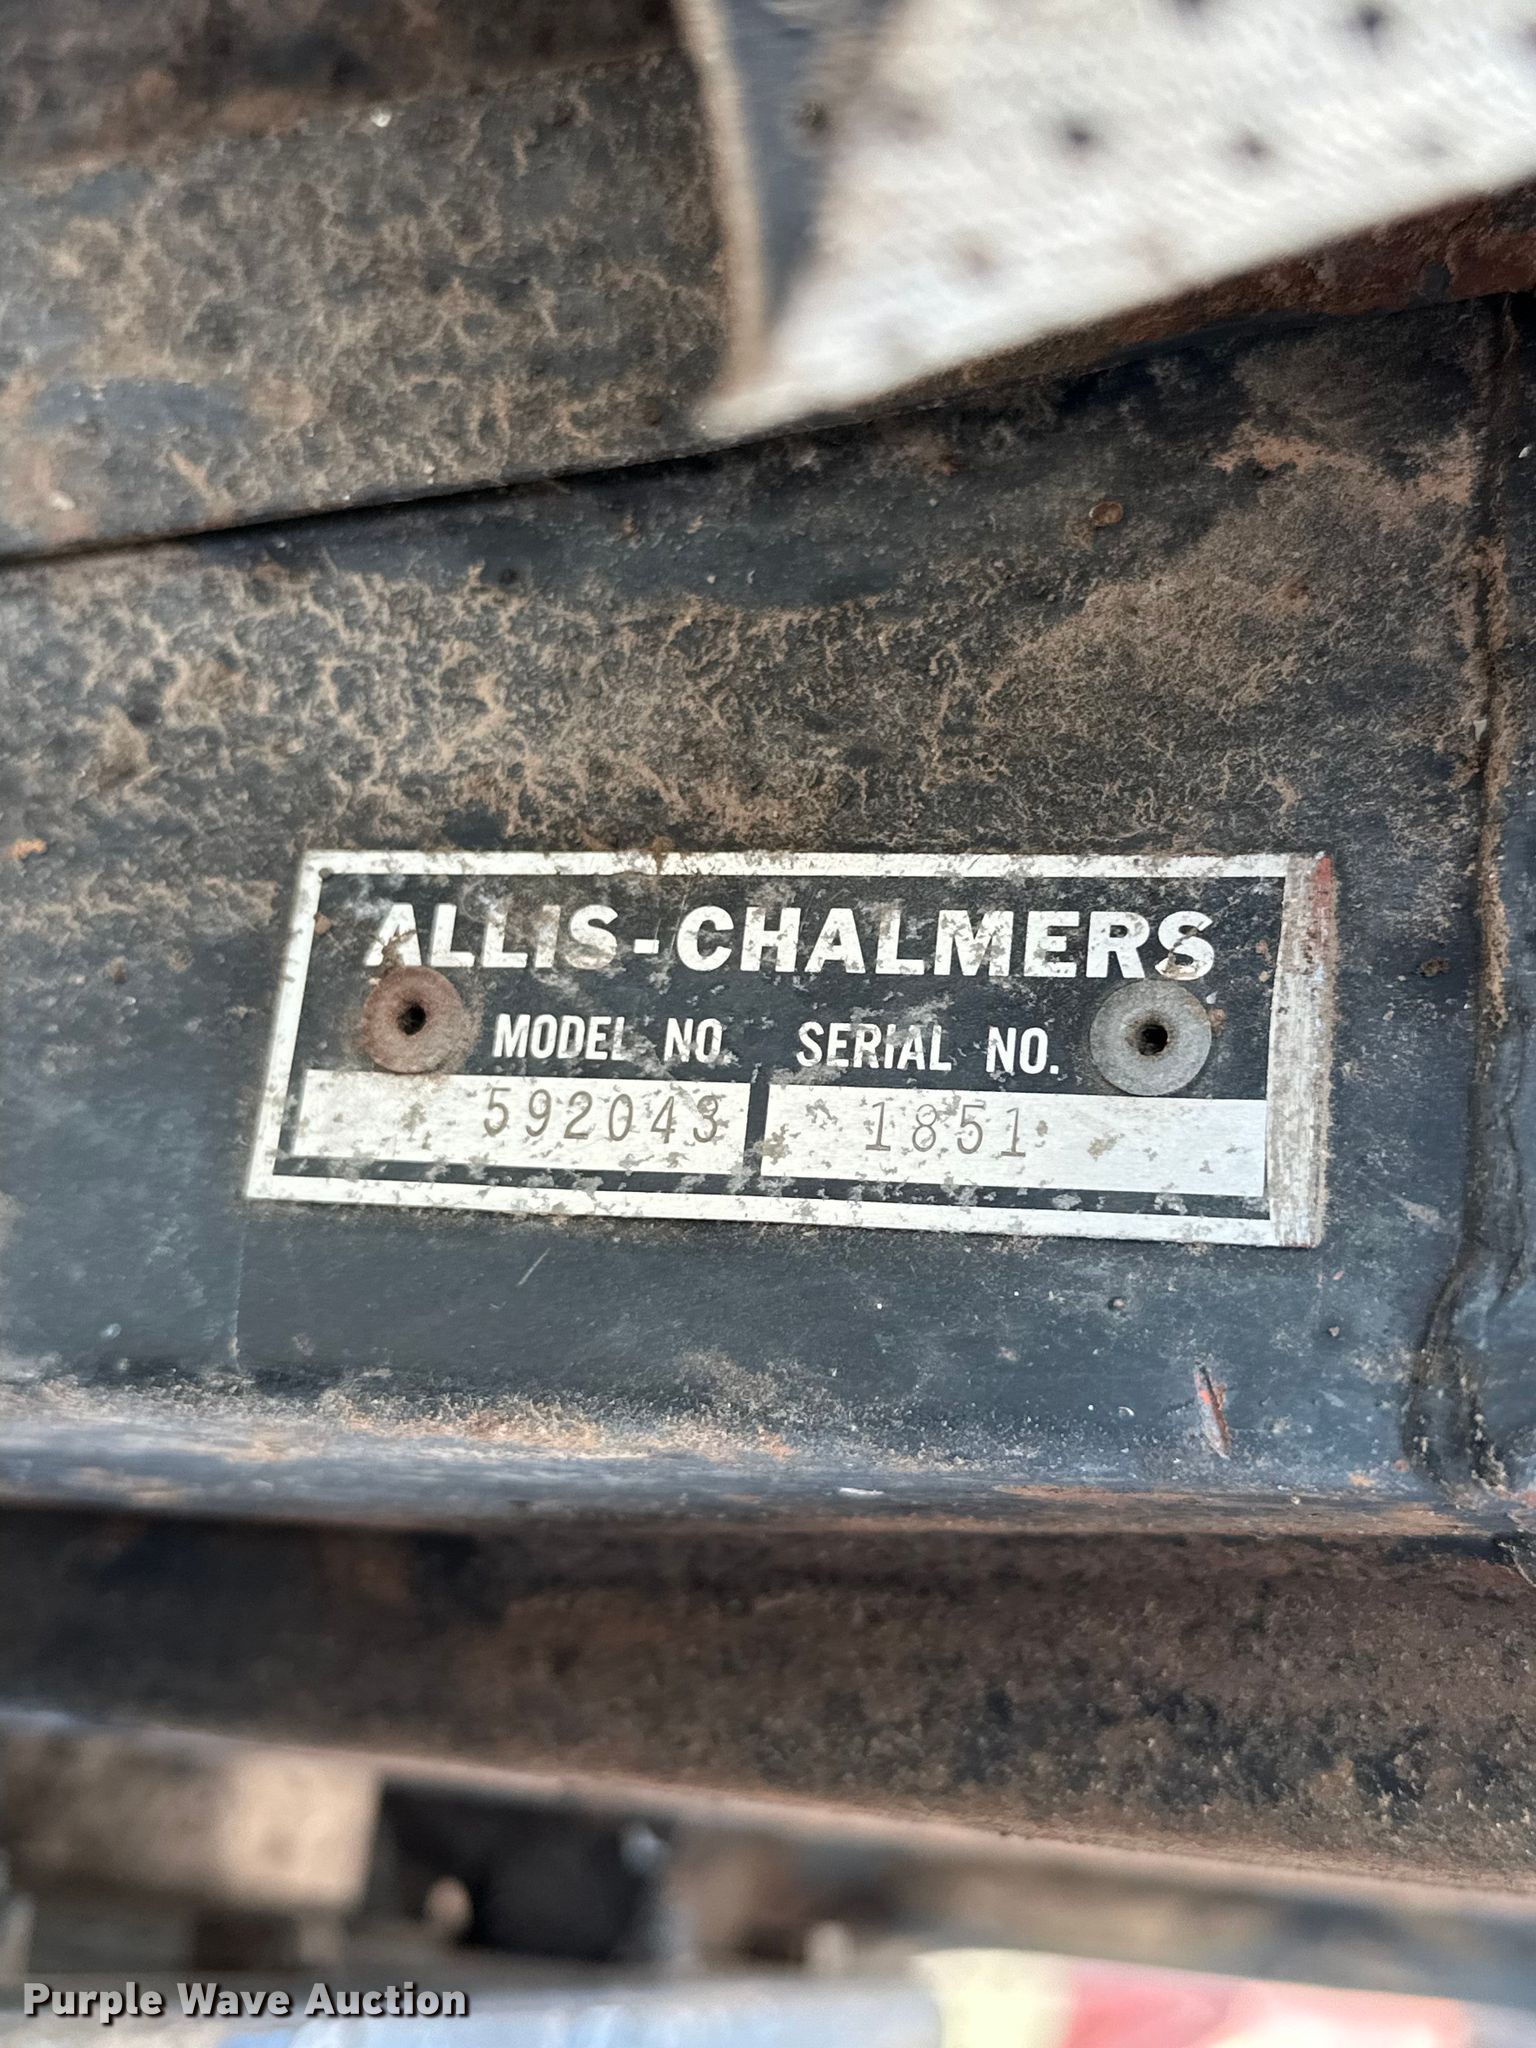 ALLIS-CHALMERS
MODEL NO. SERIAL NO.
592043 1851
Purple Wave Auction